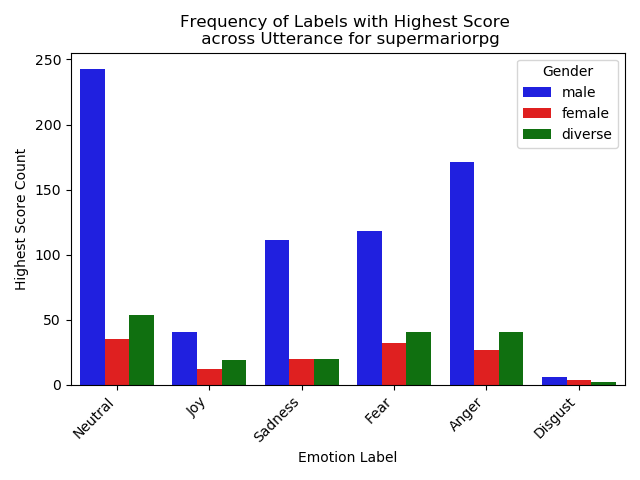 Frequency of Labels with Highest Score
across Utterance for supermariorpg
Gender
male
female
diverse
Highest Score Count
250
200
150
100
50
0
Neutral
Joy
Sadness
Fear
Anger
Disgust
Emotion Label